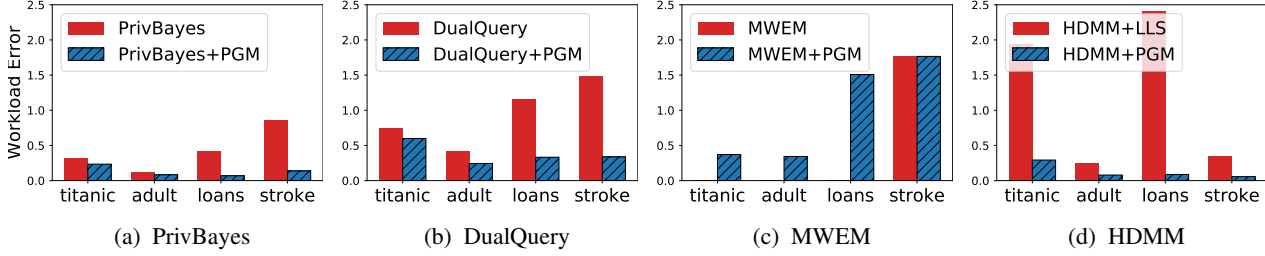 Workload Error
2.5
2.0
1.5
1.0
0.5
0.0
PrivBayes
PrivBayes+PGM
titanic adult loans stroke
(a) PrivBayes
2.5
2.0
1.5
1.0
0.5
0.0
DualQuery
DualQuery+PGM
titanic adult loans stroke
(b) DualQuery
2.5
2.0
1.5
1.0
0.5
0.0
MWEM
MWEM+PGM
titanic adult loans stroke
(c) MWEM
2.5
2.0
1.5
1.0
0.5
0.0
HDMM+LLS
HDMM+PGM
titanic adult loans stroke
(d) HDMM